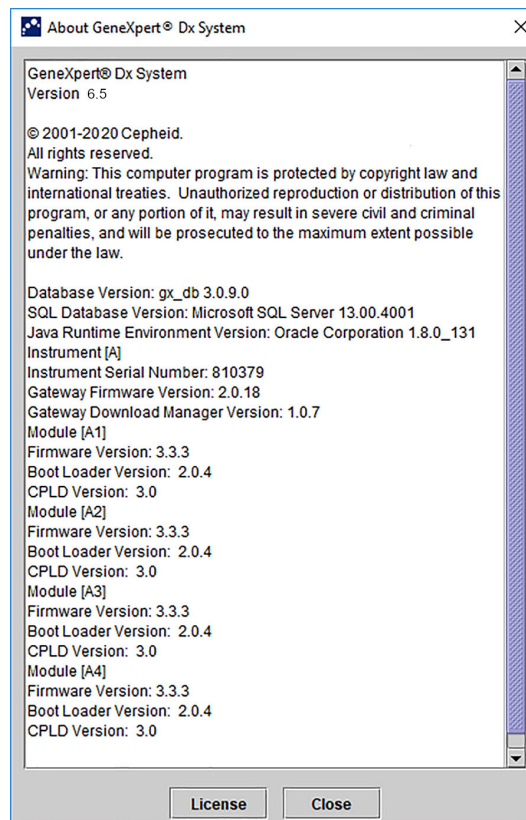 About GeneXpert® Dx System
GeneXpert® Dx System
Version 6.5
© 2001-2020 Cepheid.
All rights reserved.
Warning: This computer program is protected by copyright law and
international treaties. Unauthorized reproduction or distribution of this
program, or any portion of it, may result in severe civil and criminal
penalties, and will be prosecuted to the maximum extent possible
under the law.
Database Version: gx_db 3.0.9.0
SQL Database Version: Microsoft SQL Server 13.00.4001
Java Runtime Environment Version: Oracle Corporation 1.8.0_131
Instrument [A]
Instrument Serial Number: 810379
Gateway Firmware Version: 2.0.18
Gateway Download Manager Version: 1.0.7
Module [A1]
Firmware Version: 3.3.3
Boot Loader Version: 2.0.4
CPLD Version: 3.0
Module [A2]
Firmware Version: 3.3.3
Boot Loader Version: 2.0.4
CPLD Version: 3.0
Module [A3]
Firmware Version: 3.3.3
Boot Loader Version: 2.0.4
CPLD Version: 3.0
Module [A4]
Firmware Version: 3.3.3
Boot Loader Version: 2.0.4
CPLD Version: 3.0
License Close